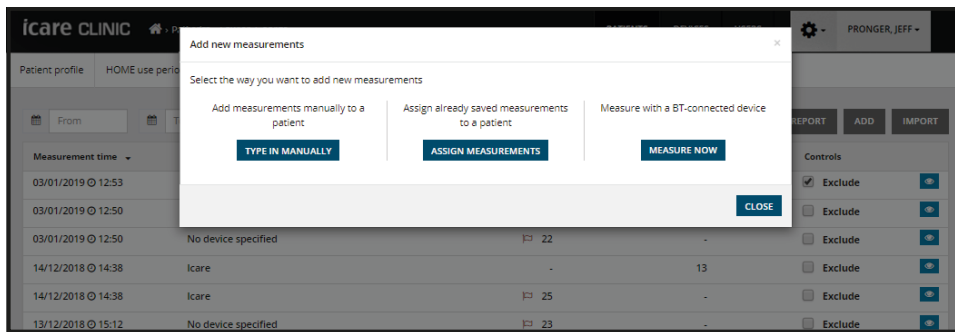 icare CLINIC
PRONGER, JEFF
Add new measurements
×
Patient profile
HOME use perio
Select the way you want to add new measurements
Add measurements manually to a
patient
TYPE IN MANUALLY
Assign already saved measurements
to a patient
ASSIGN MEASUREMENTS
Measure with a BT-connected device
MEASURE NOW
CLOSE
From
REPORT ADD IMPORT
Measurement time Controls
03/01/2019 12:53 Exclude
03/01/2019 12:50 Exclude
03/01/2019 12:50 No device specified 22 - Exclude
14/12/2018 14:38 Icare - 13 Exclude
14/12/2018 14:38 Icare 25 - Exclude
13/12/2018 15:12 No device specified 23 - Exclude